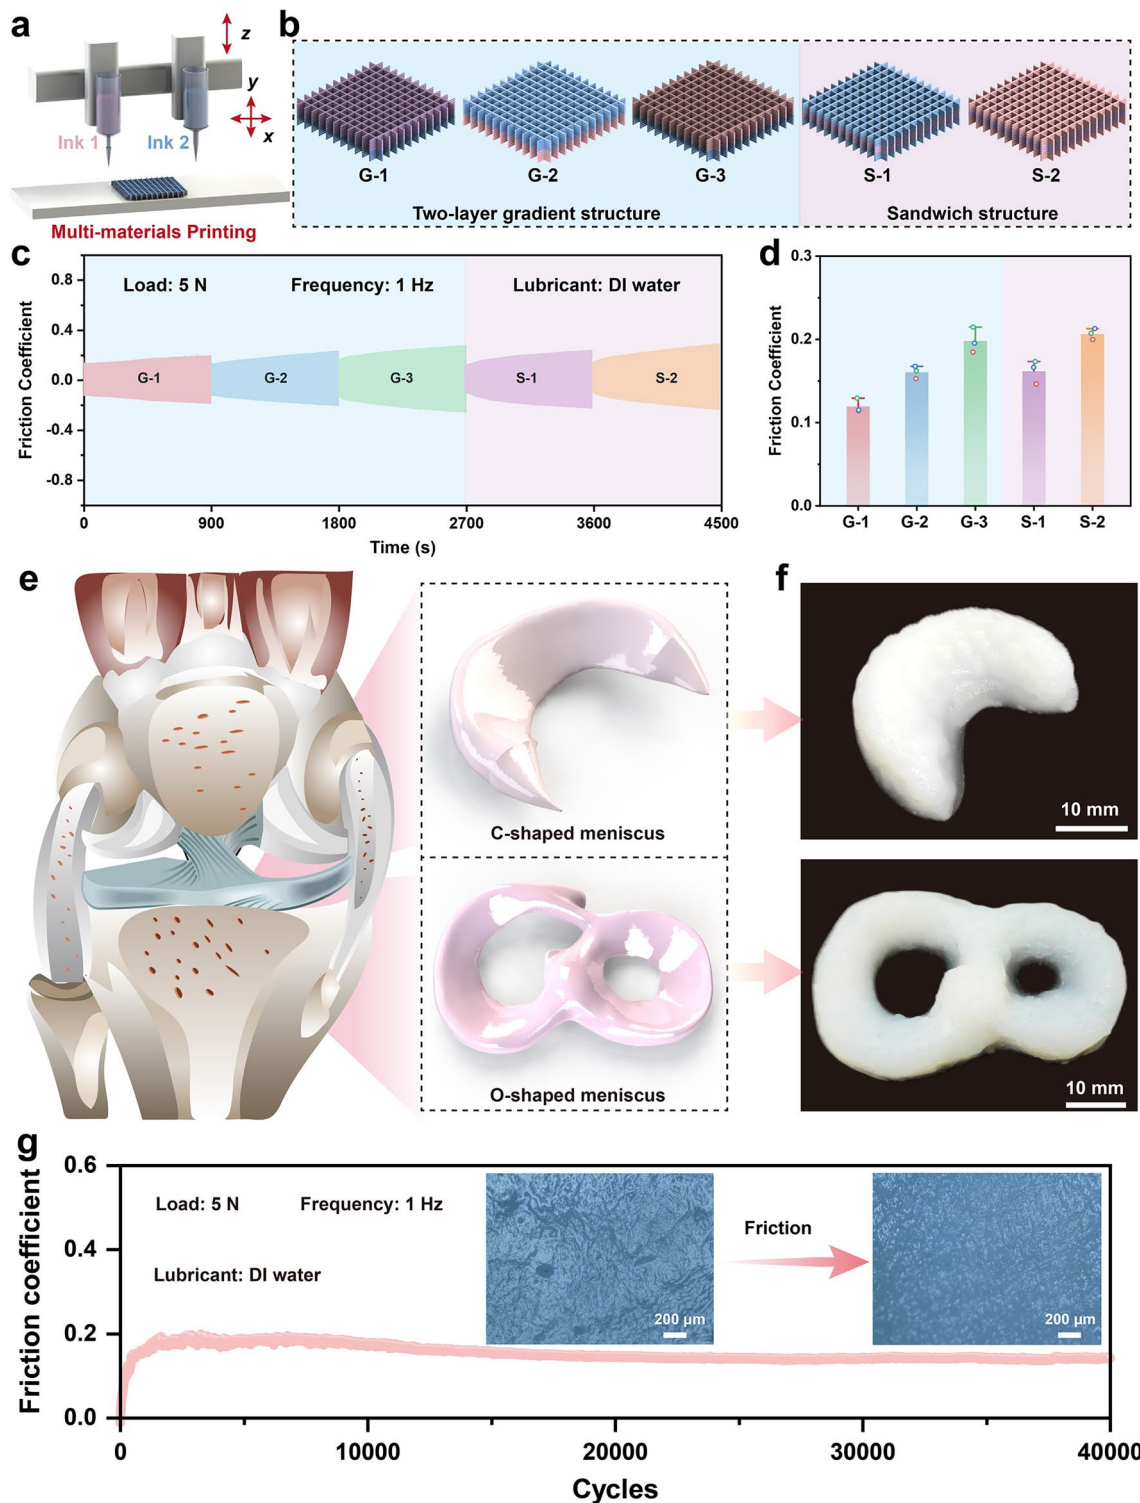 a
z
y
x
Ink 1
Ink 2
Multi-materials Printing
b
G-1
G-2
G-3
S-1
S-2
Two-layer gradient structure
Sandwich structure
c
Friction Coefficient
0.8
0.4
0.0
-0.4
-0.8
Load: 5 N
Frequency: 1 Hz
Lubricant: DI water
G-1
G-2
G-3
S-1
S-2
0
900
1800
2700
3600
4500
Time (s)
d
Friction Coefficient
0.3
0.2
0.1
0.0
G-1
G-2
G-3
S-1
S-2
e
C-shaped meniscus
O-shaped meniscus
f
10 mm
10 mm
g
Friction coefficient
0.6
0.4
0.2
0.0
Load: 5 N
Frequency: 1 Hz
Lubricant: DI water
200 μm
Friction
200 μm
0
10000
20000
30000
40000
Cycles